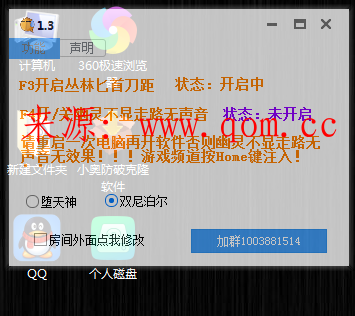 1.3
功能
声明
计算机
360极速浏览
F3开启丛林匕首刀距 状态：开启中
F4开/关幽灵不显走路无声音 状态：未开启
来源：www.qom.cc
请重启一次电脑再开软件否则幽灵不显走路无
声音无效果！！！游戏频道按Home键注入！
新建文件夹
小奥防破克隆
软件
堕天神
双尼泊尔
房间外面点我修改
加群1003881514
QQ
个人磁盘